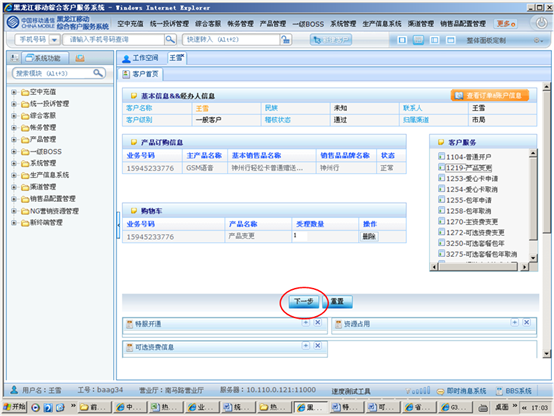 黑龙江移动综合客户服务系统 - Windows Internet Explorer
中国移动通信 CHINA MOBILE
黑龙江移动 综合客户服务系统
空中充值 统一投诉管理 综合客服 帐务管理 产品管理 一级BOSS 系统管理 生产信息系统 渠道管理 销售品配置管理 更多
手机号码 请输入手机号码查询 快速转入 (Alt+2) 整体面板定制
系统功能
搜索模块 (Alt+3)
空中充值
统一投诉管理
综合客服
帐务管理
产品管理
一级BOSS
系统管理
生产信息系统
渠道管理
销售品配置管理
NG营销资源管理
新终端管理
工作空间 王雪
客户首页
基本信息&&经办人信息 查看订单&账户信息
客户名称 王雪 民族 未知 联系人 王雪
客户级别 一般客户 稽核状态 通过 归属渠道 市局
产品订购信息
业务号码 主产品名称 基本销售品名称 销售品品牌名称 状态
15945233776 GSM语音 神州行轻松卡普通赠送... 神州行 正常
购物车
业务号码 产品名称 受理数量 操作
15945233776 产品变更 1 删除
客户服务
1104-普通开户
1219-产品变更
1253-爱心卡申请
1254-爱心卡取消
1255-包年申请
1258-包年取消
1270-主资费变更
1272-可选资费变更
3250-可选套餐包年
3275-可选套餐包年取消
下一步 重置
特服开通 资源占用
可选资费信息
用户名:王雪 工号:baag34 营业厅:南马路营业厅 服务器:10.110.0.121:11000 速度测试工具 即时消息系统 BBS系统
开始 前... 中... 热... 业... 统... 热... 黑... 特... 可... 省... G3... 桌面 17:03